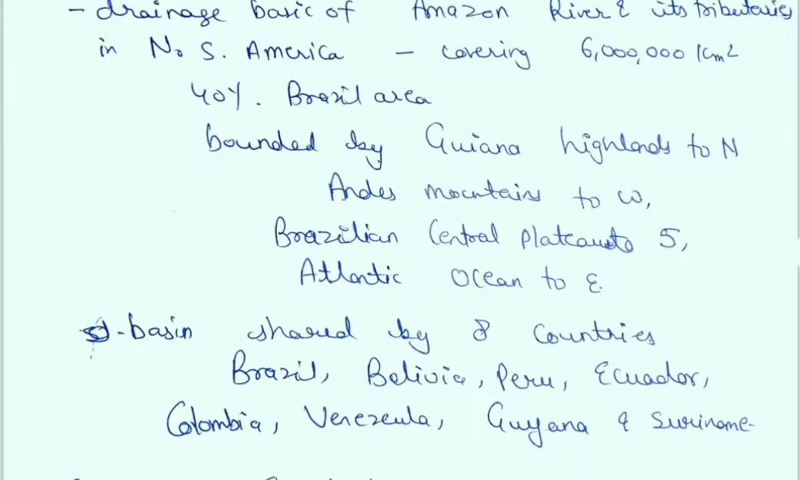 - drainage basic of Amazon River & its tributaries
in No S. America - covering 6,000,000 Km2
40%. Brazil area
bounded by Guiana highlands to N
Andes mountains to W,
Brazilian Central Plateau to S,
Atlantic Ocean to E.
- basin shared by 8 Countries
Brazil, Bolivia, Peru, Ecuador,
Colombia, Venezeula, Guyana & Suriname